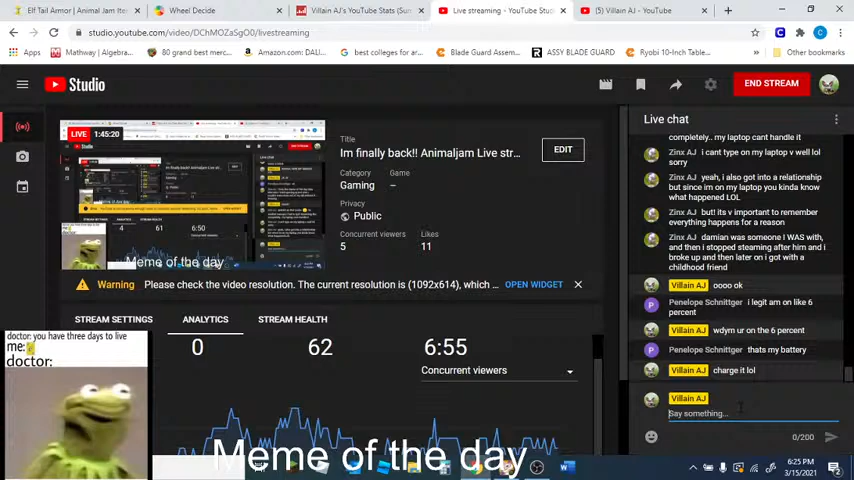 Elf Tail Armor | Animal Jam Ite
Wheel Decide
Villain AJ's YouTube Stats (Sum
Live streaming - YouTube Studi
(5) Villain AJ - YouTube
studio.youtube.com/video/DChMOZaSgO0/livestreaming
Mathway | Algebra...
80 grand best merc...
Amazon.com: DALI...
best colleges for art...
Blade Guard Assem...
ASSY BLADE GUARD
Ryobi 10-Inch Table...
Other bookmarks
Studio
END STREAM
LIVE 1:45:20
Title
Im finally back!! Animaljam Live str...
EDIT
Category
Game
Gaming
–
Privacy
Public
Concurrent viewers
Likes
5
11
Meme of the day
Warning
Please check the video resolution. The current resolution is (1092x614), which ...
OPEN WIDGET
STREAM SETTINGS
ANALYTICS
STREAM HEALTH
0
62
6:55
Concurrent viewers
doctor: you have three days to live
me:
doctor:
Meme of the day
Live chat
completely.. my laptop cant handle it
Zinx AJ i cant type on my laptop v well lol
sorry
Zinx AJ yeah, i also got into a relationship
but since im on my laptop you kinda know
what happened LOL
Zinx AJ but! its v important to remember
everything happens for a reason
Zinx AJ damian was someone I WAS with,
and then i stopped steaming after him and i
broke up and then later on i got with a
childhood friend
Villain AJ oooo ok
Penelope Schnittger i legit am on like 6
percent
Villain AJ wdym ur on the 6 percent
Penelope Schnittger thats my battery
Villain AJ charge it lol
Villain AJ
Say something...
0/200
6:25 PM
3/15/2021